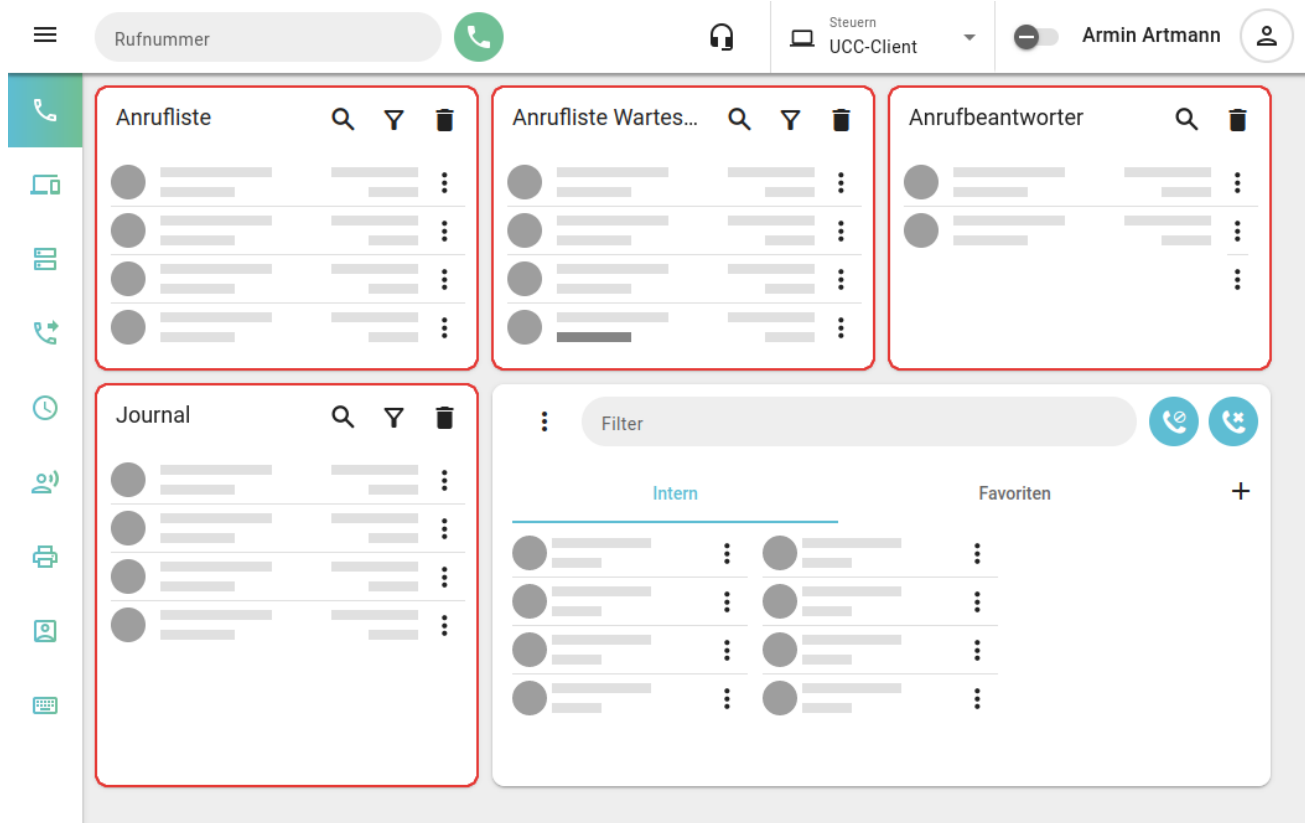 Rufnummer
Steuern
UCC-Client
Armin Artmann
Anrufliste
Anrufliste Wartes...
Anrufbeantworter
Journal
Filter
Intern
Favoriten